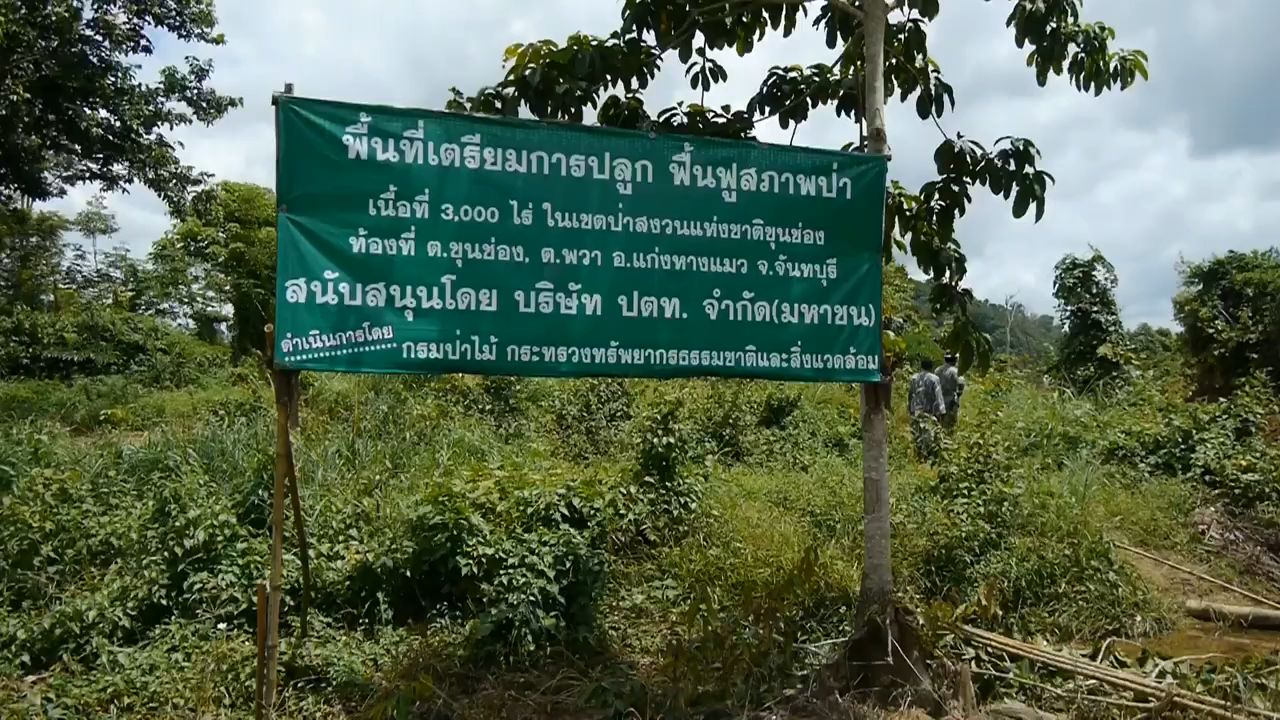 พื้นที่เตรียมการปลูก ฟื้นฟูสภาพป่า
เนื้อที่ 3,000 ไร่ ในเขตป่าสงวนแห่งชาติขุนซ่อง
ท้องที่ ต.ขุนซ่อง, ต.พวา อ.แก่งหางแมว จ.จันทบุรี
สนับสนุนโดย บริษัท ปตท. จำกัด(มหาชน)
ดำเนินการโดย กรมป่าไม้ กระทรวงทรัพยากรธรรมชาติและสิ่งแวดล้อม